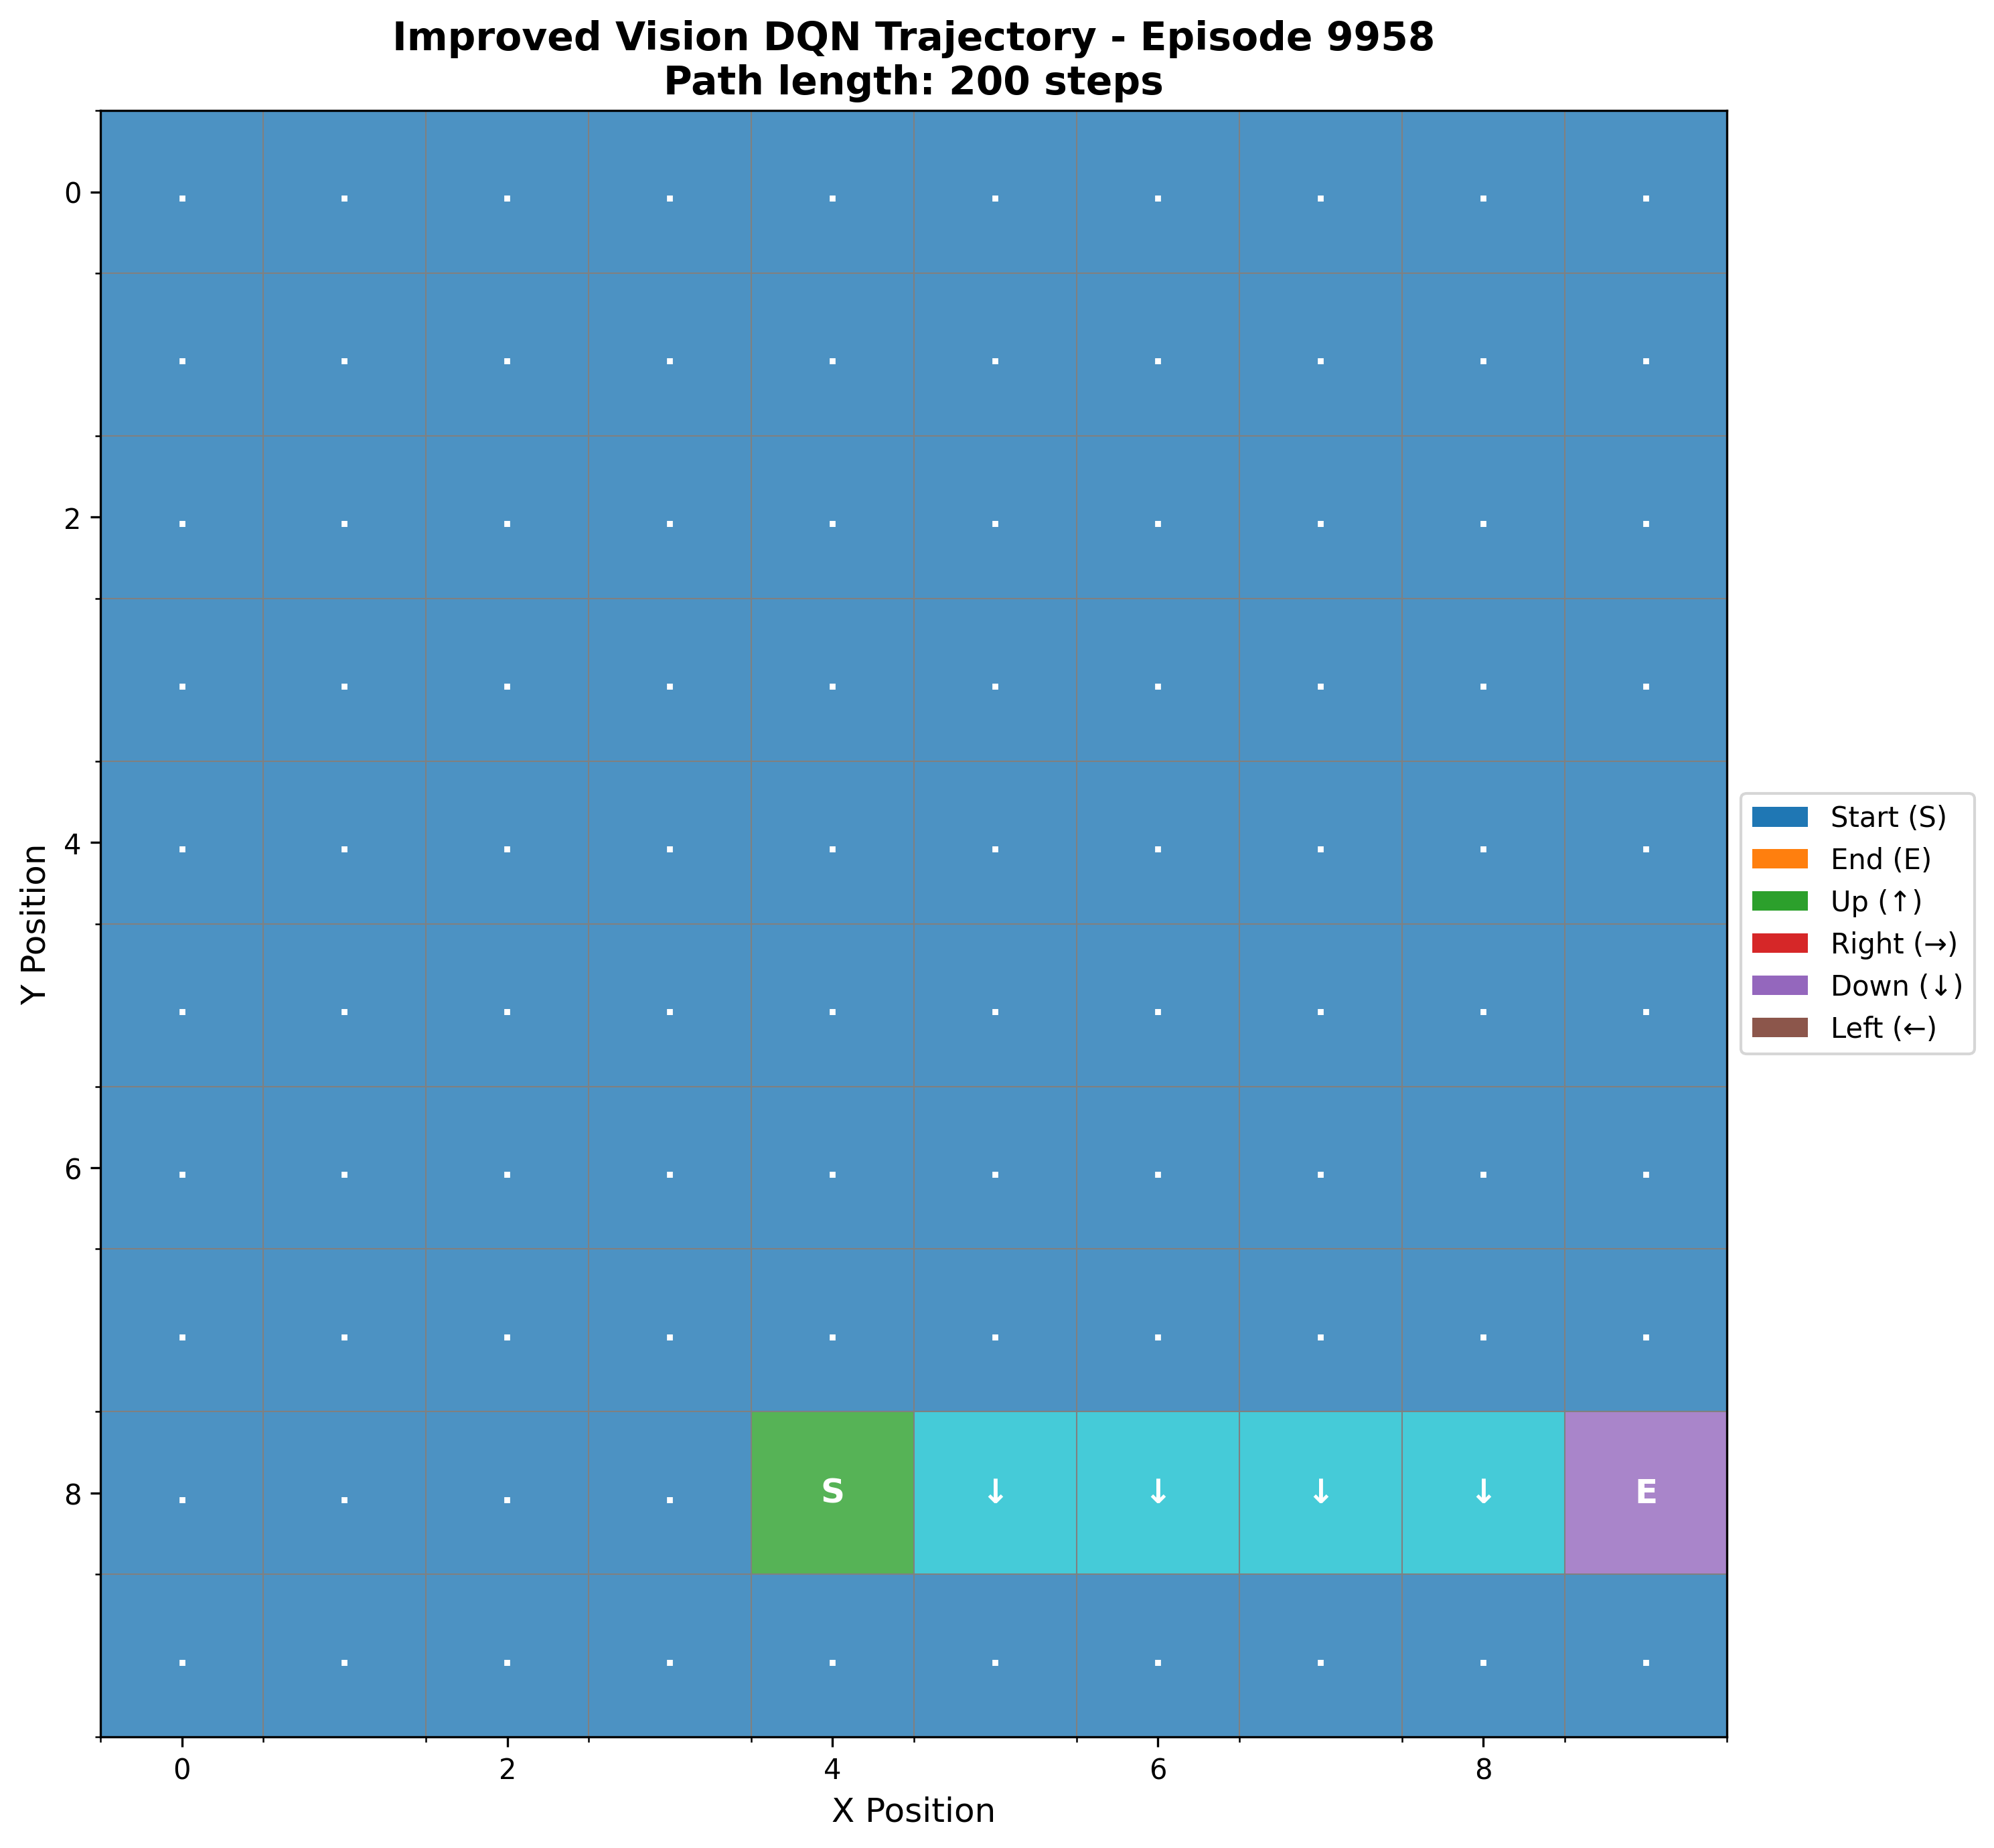 Improved Vision DQN Trajectory - Episode 9958
Path length: 200 steps
0
2
4
6
8
Y Position
S ↓ ↓ ↓ ↓ E
0 2 4 6 8
X Position
Start (S)
End (E)
Up (↑)
Right (→)
Down (↓)
Left (←)